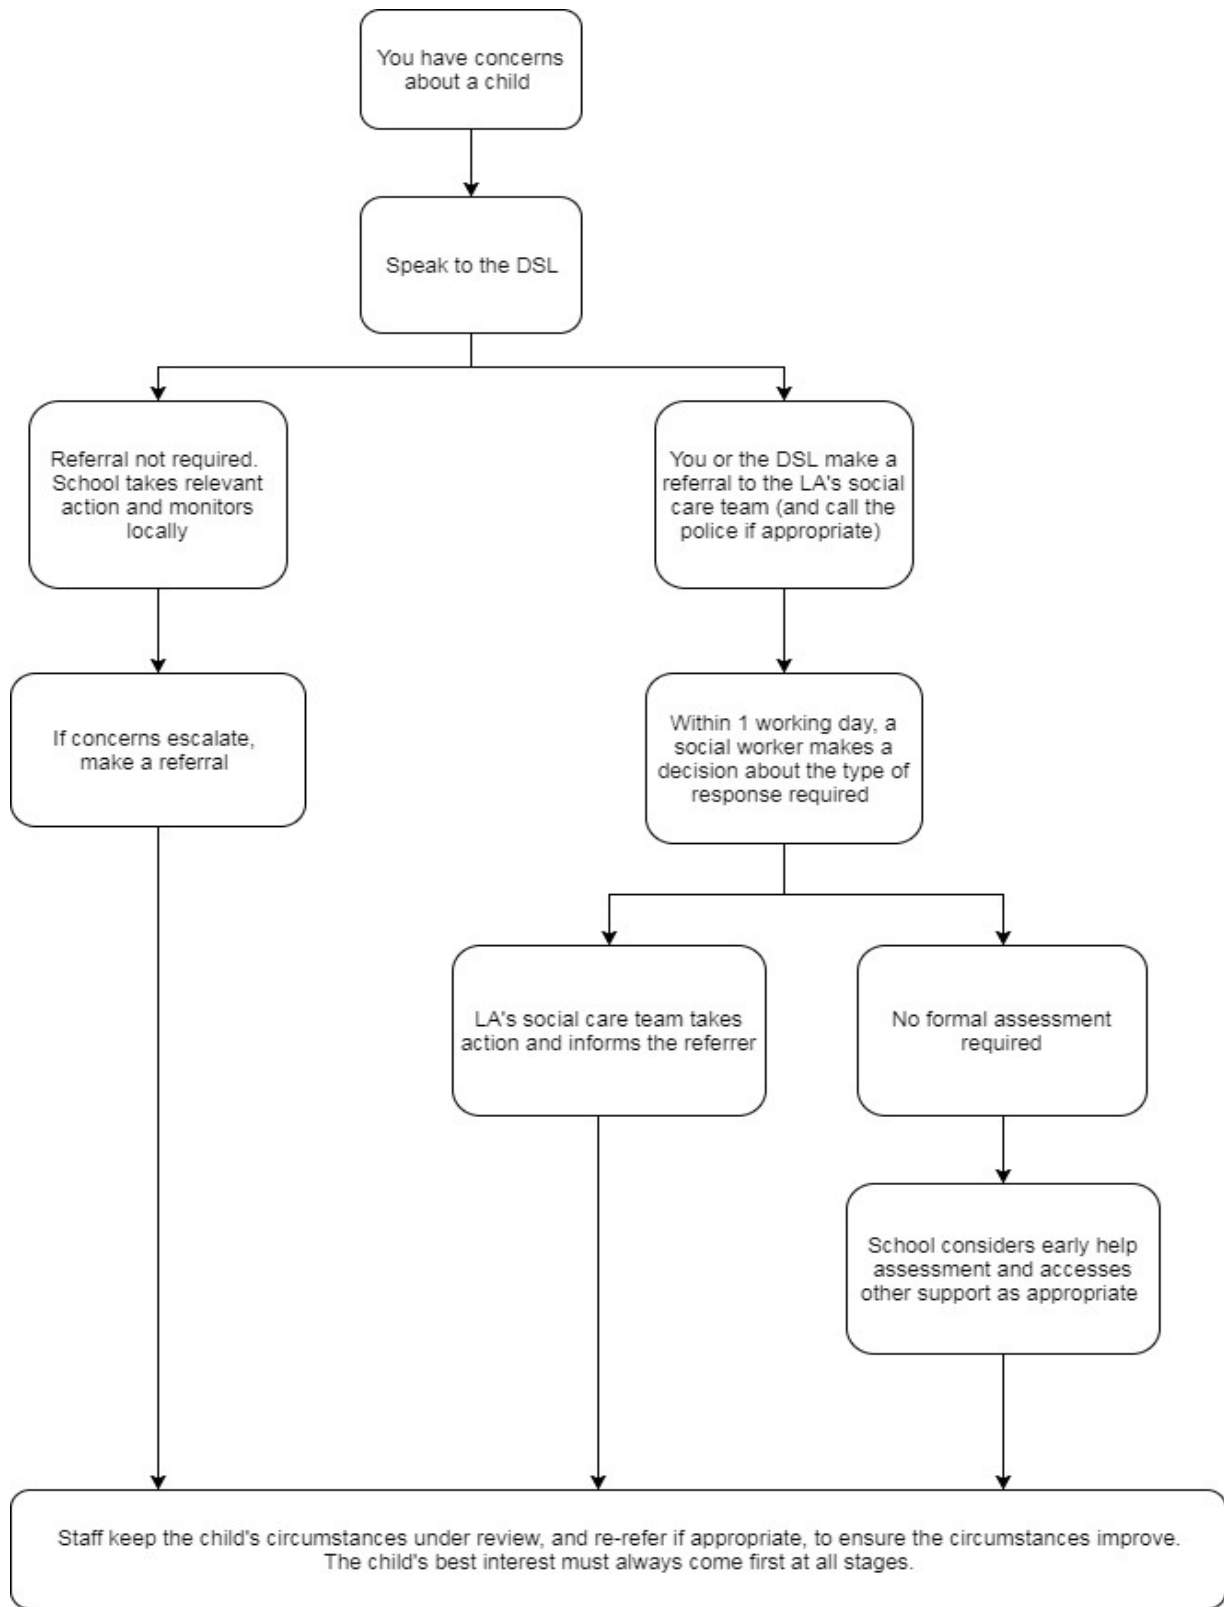 You have concerns
about a child
Speak to the DSL
Referral not required.
School takes relevant
action and monitors
locally
You or the DSL make a
referral to the LA's social
care team (and call the
police if appropriate)
If concerns escalate,
make a referral
Within 1 working day, a
social worker makes a
decision about the type of
response required
LA's social care team takes
action and informs the referrer
No formal assessment
required
School considers early help
assessment and accesses
other support as appropriate
Staff keep the child's circumstances under review, and re-refer if appropriate, to ensure the circumstances improve.
The child's best interest must always come first at all stages.